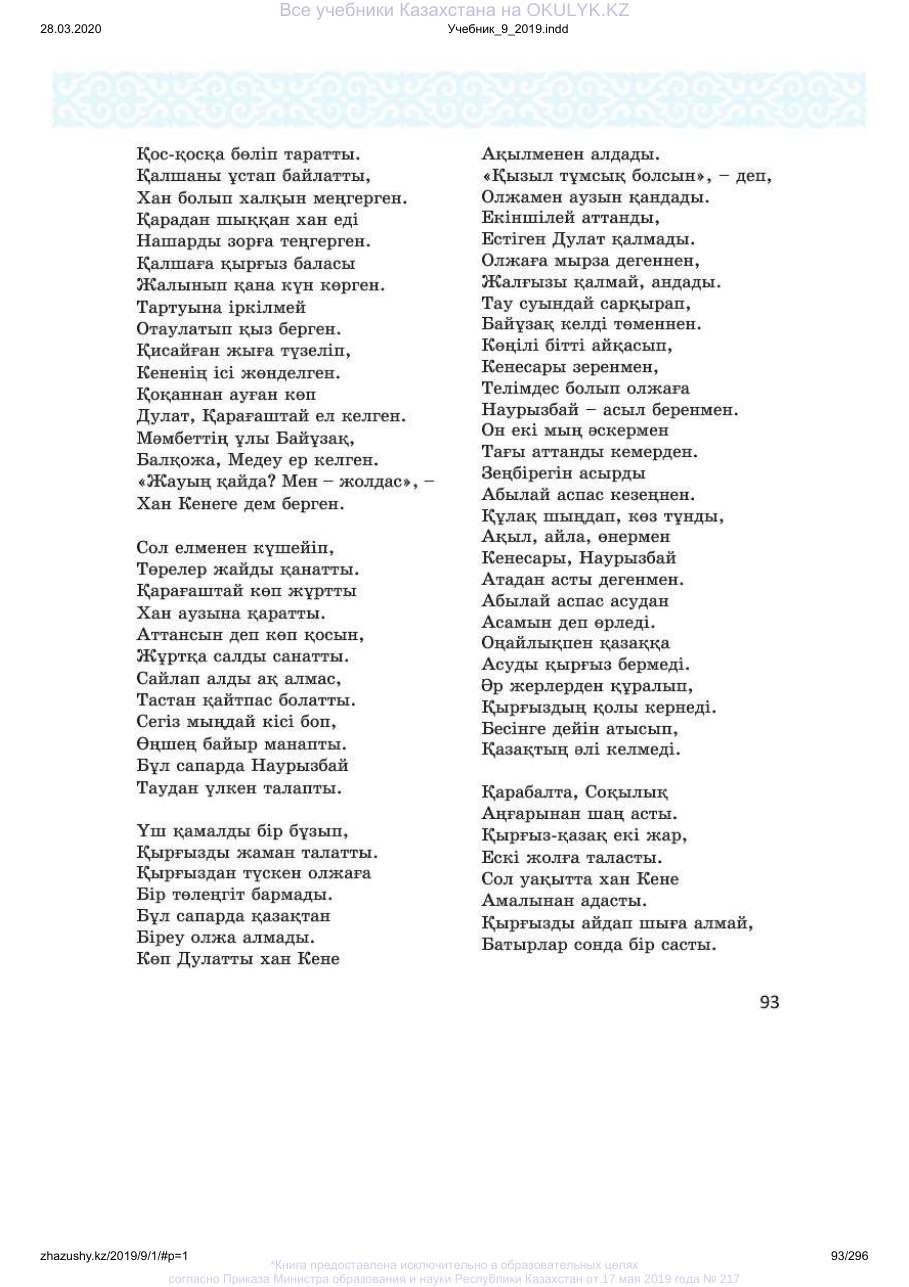 Все учебники Казахстана на OKULYK.KZ
28.03.2020 Учебник_9_2019.indd
Қос-қосқа бөліп таратты.
Қалшаны ұстап байлатты,
Хан болып халқын меңгерген.
Қарадан шыққан хан еді
Нашарды зорға теңгерген.
Қалшаға қырғыз баласы
Жалынып қана күн көрген.
Тартуына іркілмей
Отаулатып қыз берген.
Қисайған жыға түзеліп,
Кененің ісі жөнделген.
Қоқаннан ауған көп
Дулат, Қарағаштай ел келген.
Мәмбеттің ұлы Байұзақ,
Балқожа, Медеу ер келген.
«Жауың қайда? Мен – жолдас», –
Хан Кенеге дем берген.
Сол елменен күшейіп,
Төрелер жайды қанатты.
Қарағаштай көп жұртты
Хан аузына қаратты.
Аттансын деп көп қосын,
Жұртқа салды санатты.
Сайлап алды ақ алмас,
Тастан қайтпас болатты.
Сегіз мыңдай кісі боп,
Өңшең байыр манапты.
Бұл сапарда Наурызбай
Таудан үлкен талапты.
Үш қамалды бір бұзып,
Қырғызды жаман талатты.
Қырғыздан түскен олжаға
Бір төлеңгіт бармады.
Бұл сапарда қазақтан
Біреу олжа алмады.
Көп Дулатты хан Кене
Ақылменен алдады.
«Қызыл тұмсық болсын», – деп,
Олжамен аузын қандады.
Екіншілей аттанды,
Естіген Дулат қалмады.
Олжаға мырза дегеннен,
Жалғызы қалмай, андады.
Тау суындай сарқырап,
Байұзақ келді төменнен.
Көңілі бітті айқасып,
Кенесары зеренмен,
Телімдес болып олжаға
Наурызбай – асыл беренмен.
Он екі мың әскермен
Тағы аттанды кемерден.
Зеңбірегін асырды
Абылай аспас кезеңнен.
Құлақ шыңдап, көз тұнды,
Ақыл, айла, өнермен
Кенесары, Наурызбай
Атадан асты дегенмен.
Абылай аспас асудан
Асамын деп өрледі.
Оңайлықпен қазаққа
Асуды қырғыз бермеді.
Әр жерлерден құралып,
Қырғыздың қолы кернеді.
Бесінге дейін атысып,
Қазақтың әлі келмеді.
Қарабалта, Соқылық
Аңғарынан шаң асты.
Қырғыз-қазақ екі жар,
Ескі жолға таласты.
Сол уақытта хан Кене
Амалынан адасты.
Қырғызды айдап шыға алмай,
Батырлар сонда бір састы.
93
zhazushy.kz/2019/9/1/#p=1 93/296
*Книга предоставлена исключительно в образовательных целях
согласно Приказа Министра образования и науки Республики Казахстан от 17 мая 2019 года № 217